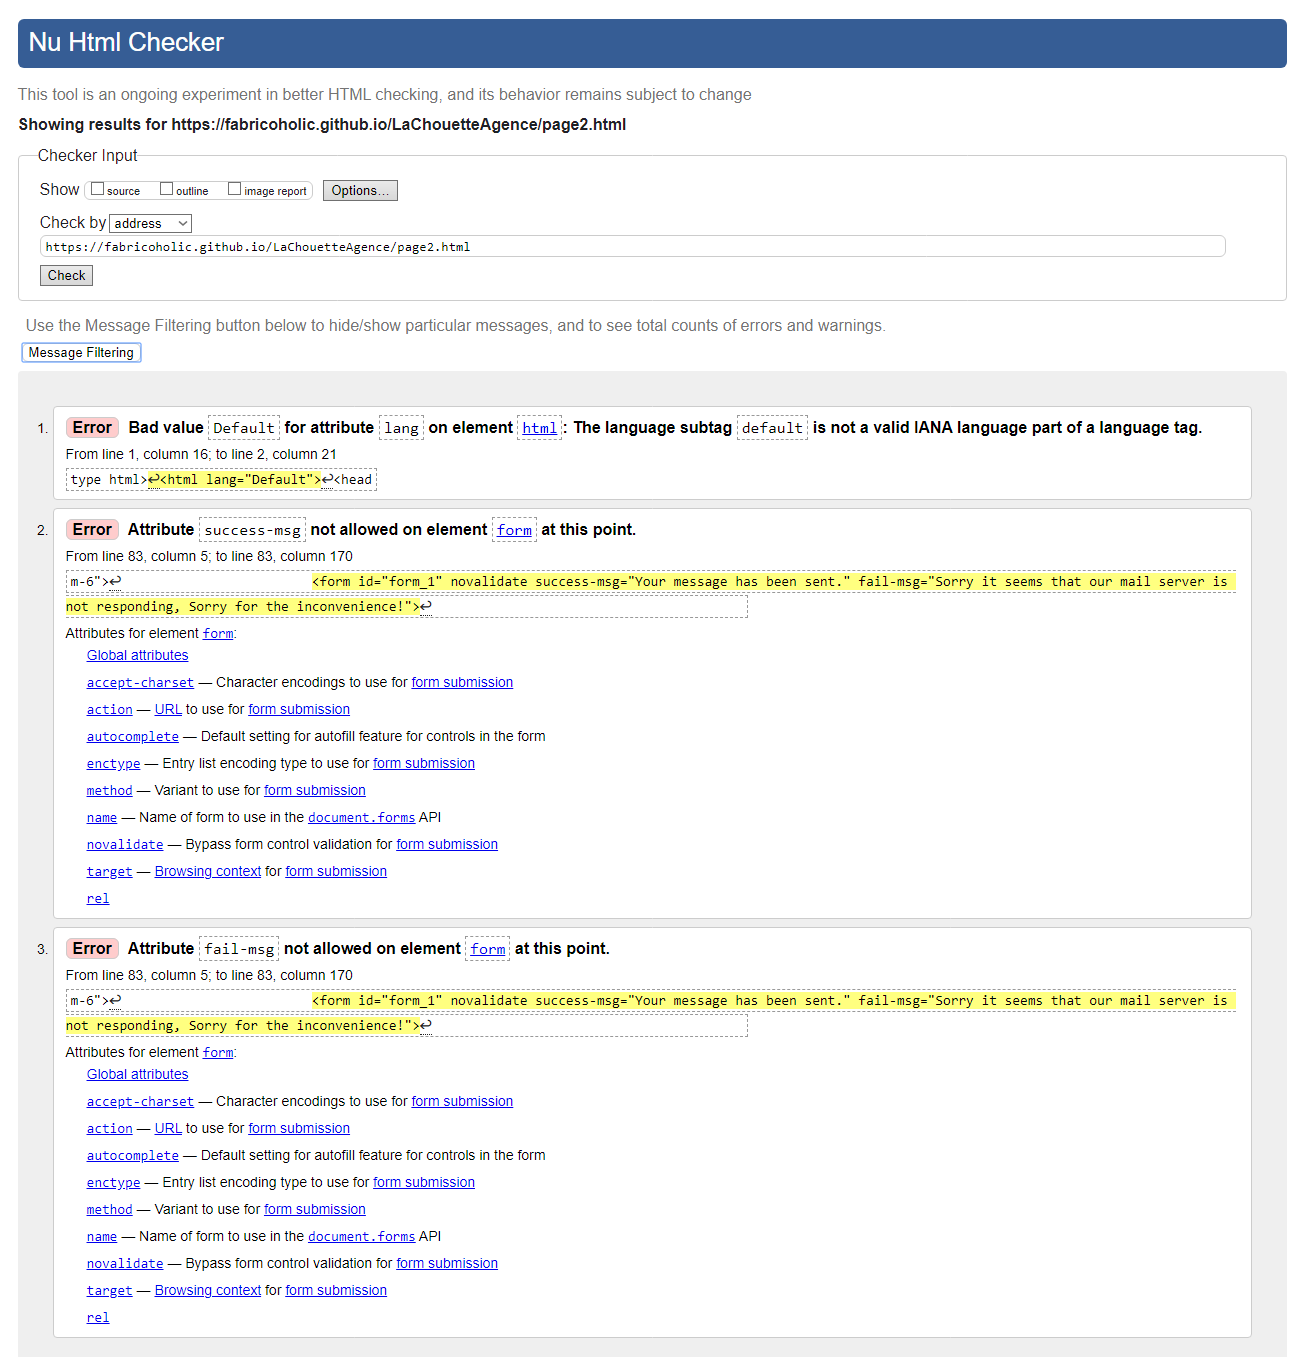 Nu Html Checker
This tool is an ongoing experiment in better HTML checking, and its behavior remains subject to change
Showing results for https://fabricoholic.github.io/LaChouetteAgence/page2.html
Checker Input
Show source outline image report Options...
Check by address
https://fabricoholic.github.io/LaChouetteAgence/page2.html
Check
Use the Message Filtering button below to hide/show particular messages, and to see total counts of errors and warnings.
Message Filtering
1. Error Bad value Default for attribute lang on element html: The language subtag default is not a valid IANA language part of a language tag.
From line 1, column 16; to line 2, column 21
type html>↩<html lang="Default">↩<head
2. Error Attribute success-msg not allowed on element form at this point.
From line 83, column 5; to line 83, column 170
m-6">↩ <form id="form_1" novalidate success-msg="Your message has been sent." fail-msg="Sorry it seems that our mail server is
not responding, Sorry for the inconvenience!">↩
Attributes for element form:
Global attributes
accept-charset — Character encodings to use for form submission
action — URL to use for form submission
autocomplete — Default setting for autofill feature for controls in the form
enctype — Entry list encoding type to use for form submission
method — Variant to use for form submission
name — Name of form to use in the document.forms API
novalidate — Bypass form control validation for form submission
target — Browsing context for form submission
rel
3. Error Attribute fail-msg not allowed on element form at this point.
From line 83, column 5; to line 83, column 170
m-6">↩ <form id="form_1" novalidate success-msg="Your message has been sent." fail-msg="Sorry it seems that our mail server is
not responding, Sorry for the inconvenience!">↩
Attributes for element form:
Global attributes
accept-charset — Character encodings to use for form submission
action — URL to use for form submission
autocomplete — Default setting for autofill feature for controls in the form
enctype — Entry list encoding type to use for form submission
method — Variant to use for form submission
name — Name of form to use in the document.forms API
novalidate — Bypass form control validation for form submission
target — Browsing context for form submission
rel